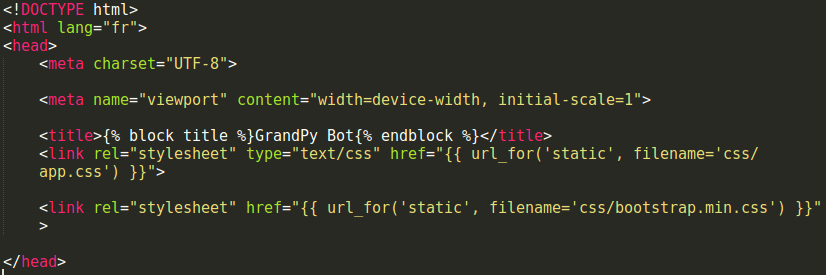 <!DOCTYPE html>
<html lang="fr">
<head>
    <meta charset="UTF-8">
    <meta name="viewport" content="width=device-width, initial-scale=1">
    <title>{% block title %}GrandPy Bot{% endblock %}</title>
    <link rel="stylesheet" type="text/css" href="{{ url_for('static', filename='css/
    app.css') }}">
    <link rel="stylesheet" href="{{ url_for('static', filename='css/bootstrap.min.css') }}"
    >
</head>